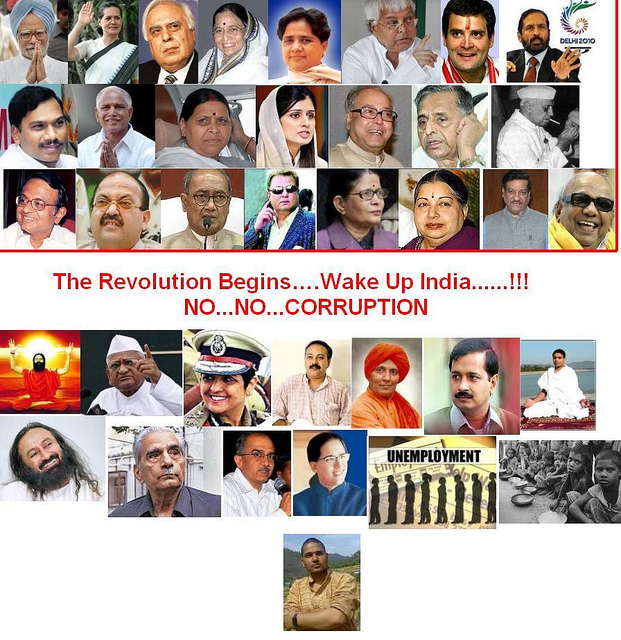 DELHI 2010
M
The Revolution Begins....Wake Up India......!!!
NO...NO...CORRUPTION
UNEMPLOYMENT